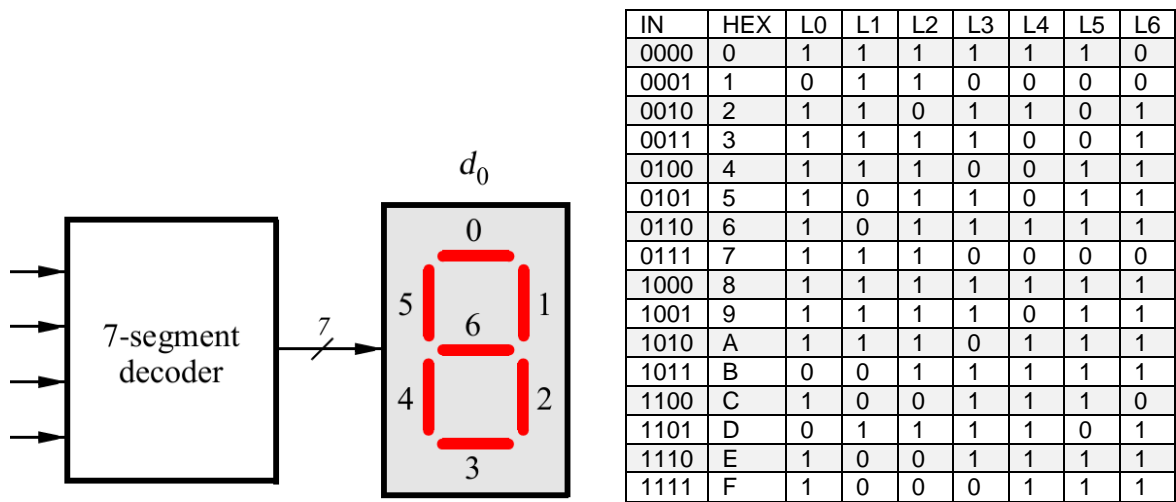 d0
0
5
1
6
7
7-segment
decoder
4
2
3
IN HEX L0 L1 L2 L3 L4 L5 L6
0000 0 1 1 1 1 1 1 0
0001 1 0 1 1 0 0 0 0
0010 2 1 1 0 1 1 0 1
0011 3 1 1 1 1 0 0 1
0100 4 1 1 1 0 0 1 1
0101 5 1 0 1 1 0 1 1
0110 6 1 0 1 1 1 1 1
0111 7 1 1 1 0 0 0 0
1000 8 1 1 1 1 1 1 1
1001 9 1 1 1 1 0 1 1
1010 A 1 1 1 0 1 1 1
1011 B 0 0 1 1 1 1 1
1100 C 1 0 0 1 1 1 0
1101 D 0 1 1 1 1 0 1
1110 E 1 0 0 1 1 1 1
1111 F 1 0 0 0 1 1 1